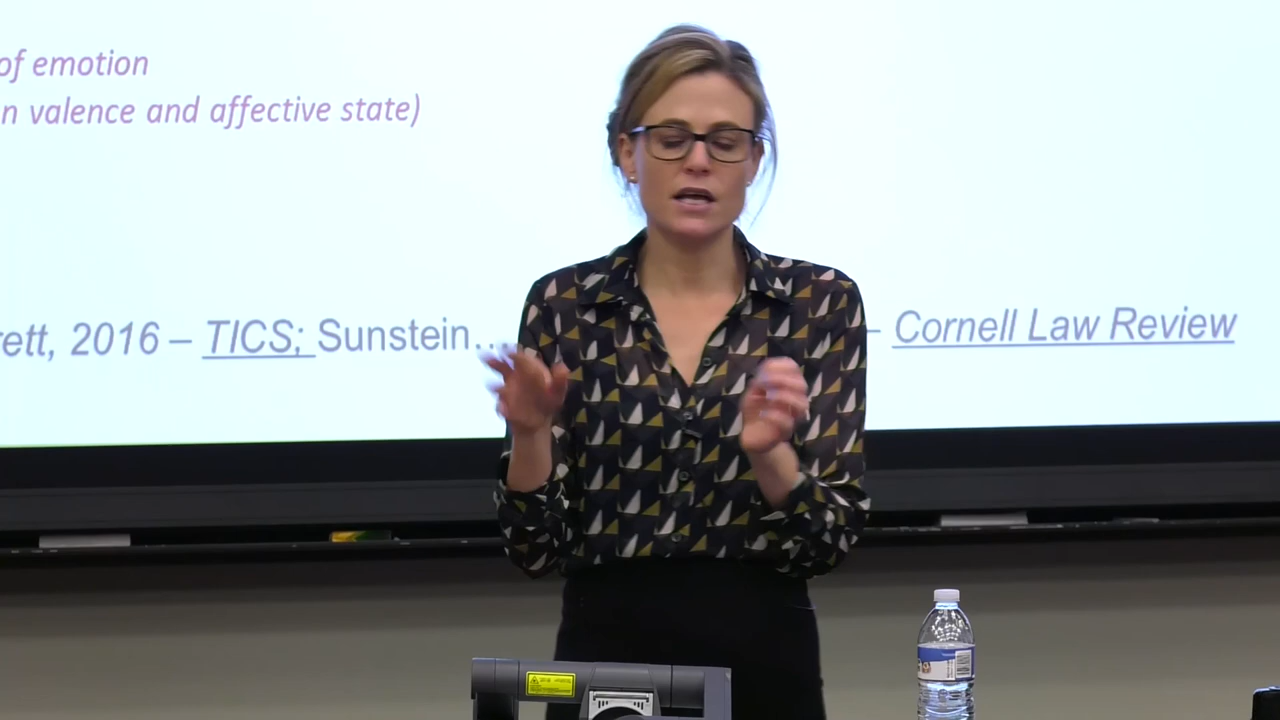 of emotion
n valence and affective state)
rett, 2016 – TICS; Sunstein… – Cornell Law Review